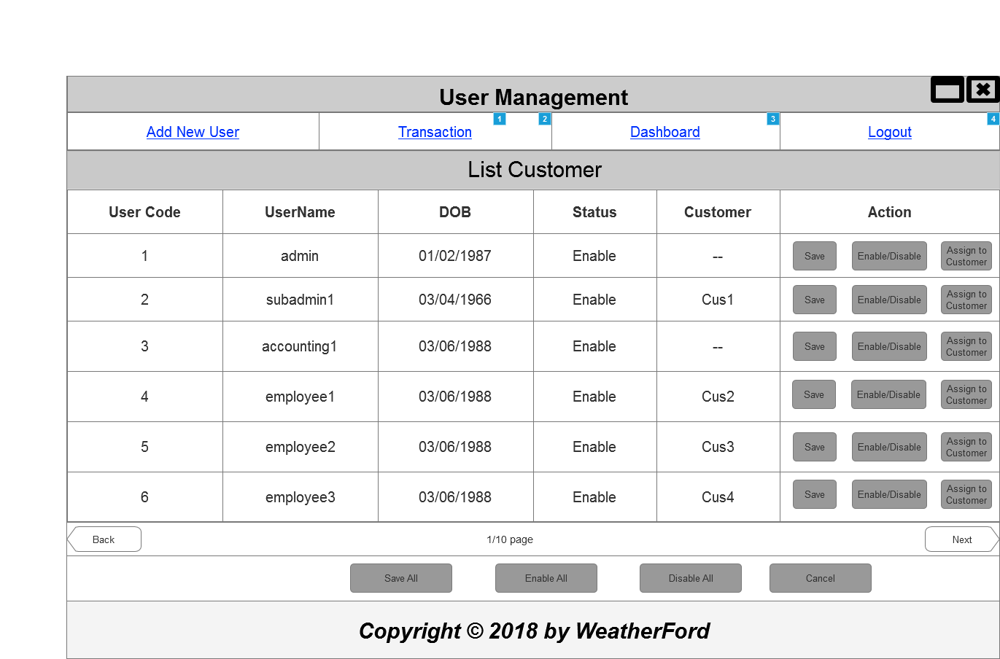 User Management
1 2 3 4
Add New User Transaction Dashboard Logout
List Customer
User Code UserName DOB Status Customer Action
1 admin 01/02/1987 Enable -- Save Enable/Disable Assign to Customer
2 subadmin1 03/04/1966 Enable Cus1 Save Enable/Disable Assign to Customer
3 accounting1 03/06/1988 Enable -- Save Enable/Disable Assign to Customer
4 employee1 03/06/1988 Enable Cus2 Save Enable/Disable Assign to Customer
5 employee2 03/06/1988 Enable Cus3 Save Enable/Disable Assign to Customer
6 employee3 03/06/1988 Enable Cus4 Save Enable/Disable Assign to Customer
Back 1/10 page Next
Save All Enable All Disable All Cancel
Copyright © 2018 by WeatherFord